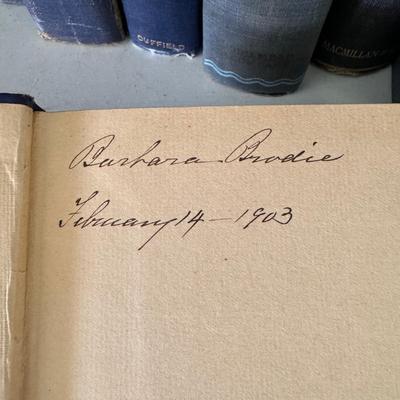 DUFFIELD
MACMILLAN
Barbara Brodie
February 14 – 1903